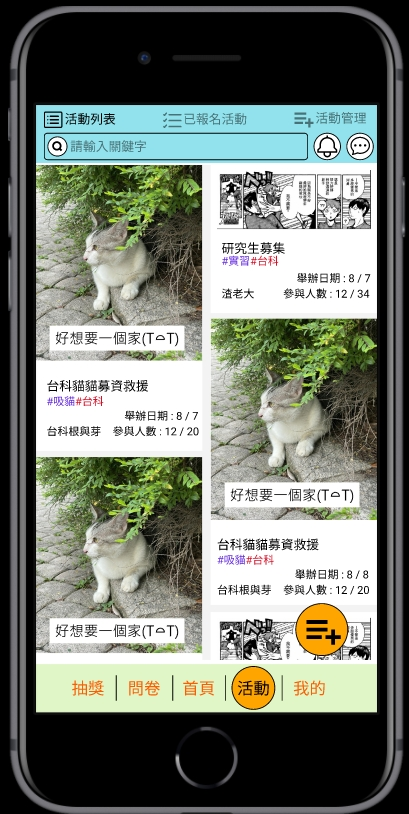 活動列表
已報名活動
活動管理
請輸入關鍵字
好想要一個家(T⌓T)
台科貓貓募資救援
#吸貓#台科
舉辦日期 : 8 / 7
台科根與芽 參與人數 : 12 / 20
好想要一個家(T⌓T)
研究生募集
#實習#台科
舉辦日期 : 8 / 7
渣老大 參與人數 : 12 / 34
好想要一個家(T⌓T)
台科貓貓募資救援
#吸貓#台科
舉辦日期 : 8 / 8
台科根與芽 參與人數 : 12 / 20
抽獎
問卷
首頁
活動
我的